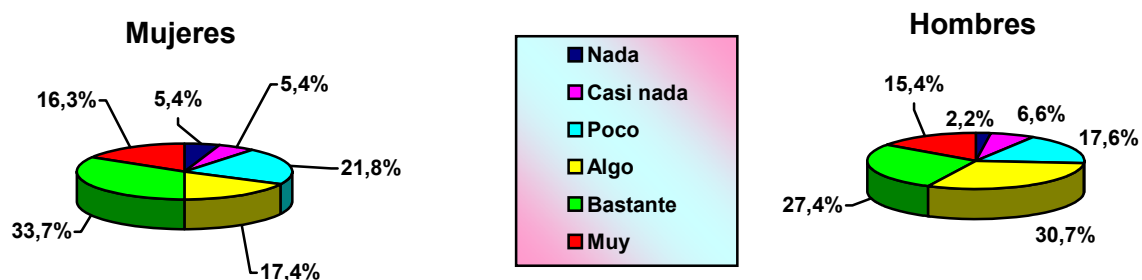 Mujeres
16,3%
5,4%
5,4%
21,8%
33,7%
17,4%
Nada
Casi nada
Poco
Algo
Bastante
Muy
Hombres
15,4%
2,2%
6,6%
17,6%
27,4%
30,7%